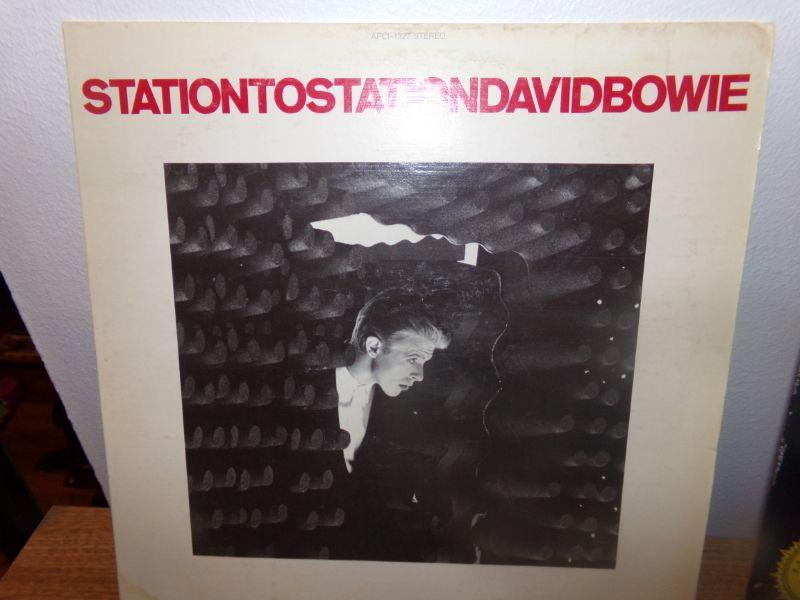 APL1-1327 STEREO
STATIONTOSTATIONDAVIDBOWIE